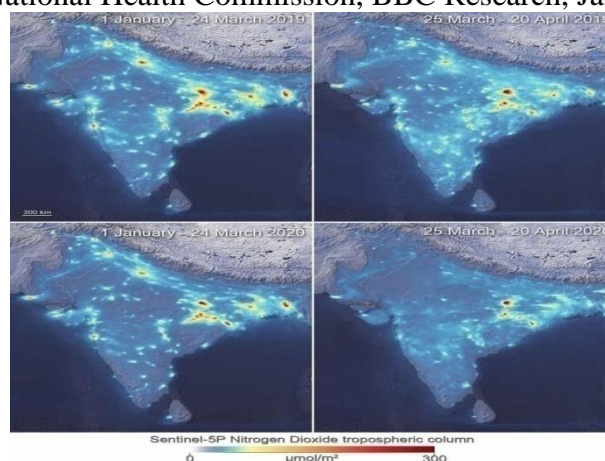 National Health Commission, BBC Research, Ja
1 January - 24 March 2019
25 March - 20 April 2019
300 km
1 January - 24 March 2020
25 March - 20 April 2020
Sentinel-5P Nitrogen Dioxide tropospheric column
0 µmol/m² 300